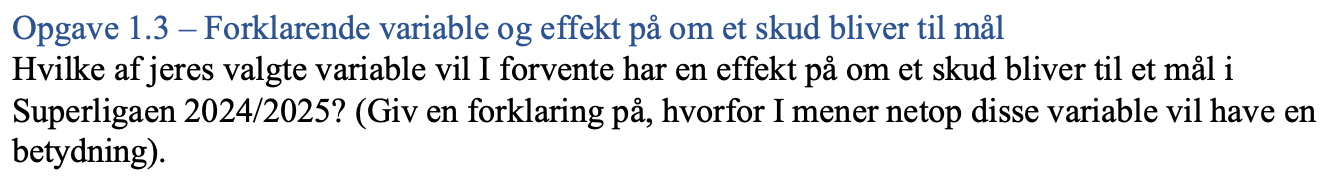 Opgave 1.3 – Forklarende variable og effekt på om et skud bliver til mål
Hvilke af jeres valgte variable vil I forvente har en effekt på om et skud bliver til et mål i
Superligaen 2024/2025? (Giv en forklaring på, hvorfor I mener netop disse variable vil have en
betydning).